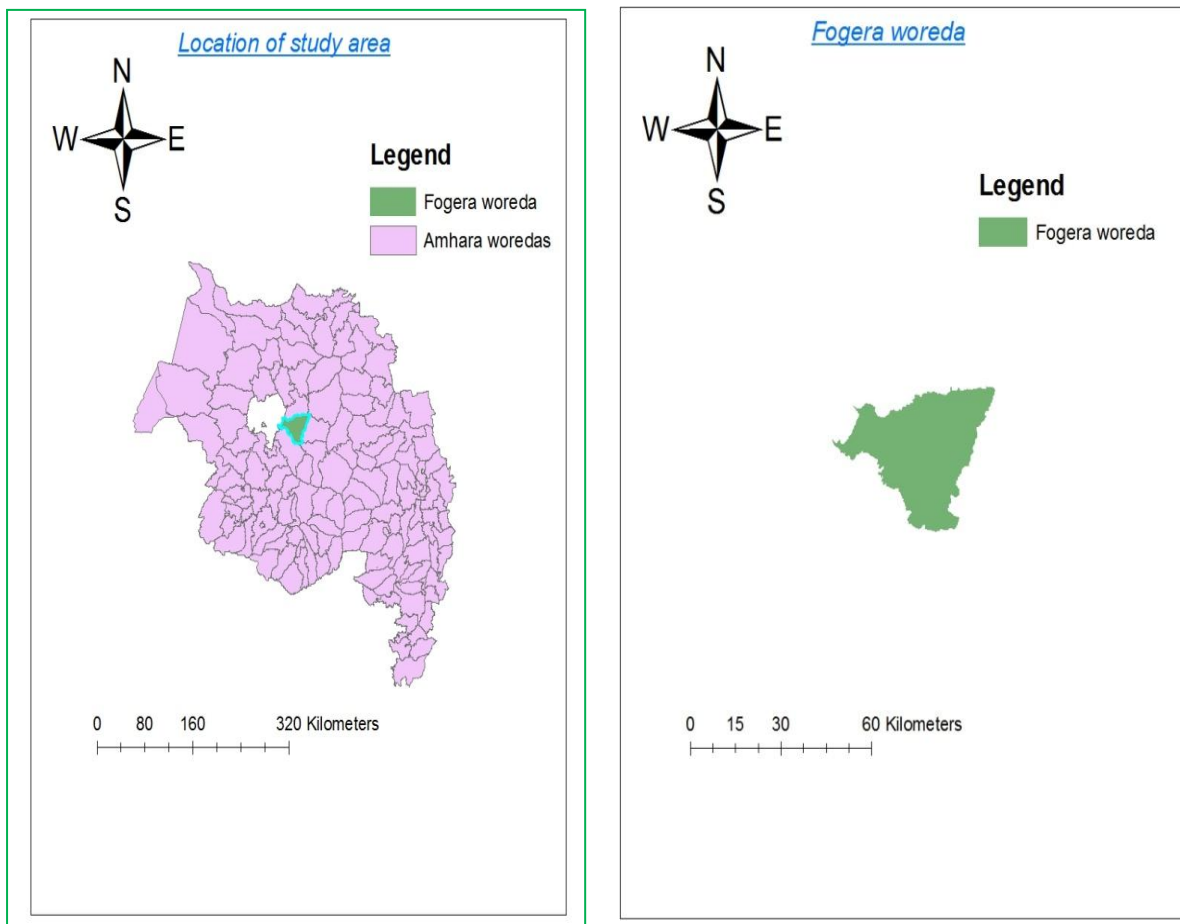 Location of study area
N
W E
S
Legend
Fogera woreda
Amhara woredas
0 80 160 320 Kilometers
Fogera woreda
N
W E
S
Legend
Fogera woreda
0 15 30 60 Kilometers